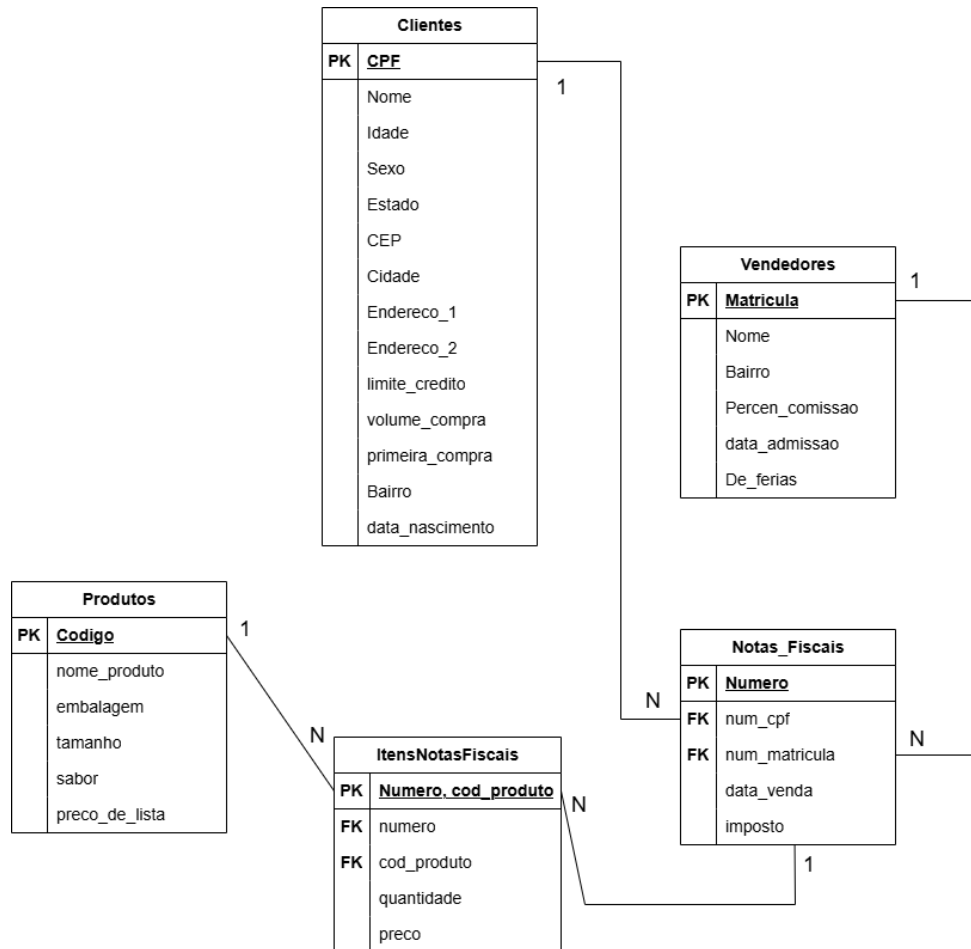 Clientes
PK CPF
1
Nome
Idade
Sexo
Estado
CEP
Cidade
Endereco_1
Endereco_2
limite_credito
volume_compra
primeira_compra
Bairro
data_nascimento
Vendedores
1
PK Matricula
Nome
Bairro
Percen_comissao
data_admissao
De_ferias
Produtos
PK Codigo
1
nome_produto
embalagem
tamanho
sabor
preco_de_lista
N
ItensNotasFiscais
PK Numero, cod_produto
N
FK numero
FK cod_produto
quantidade
preco
Notas_Fiscais
PK Numero
N
FK num_cpf
FK num_matricula
N
data_venda
imposto
1